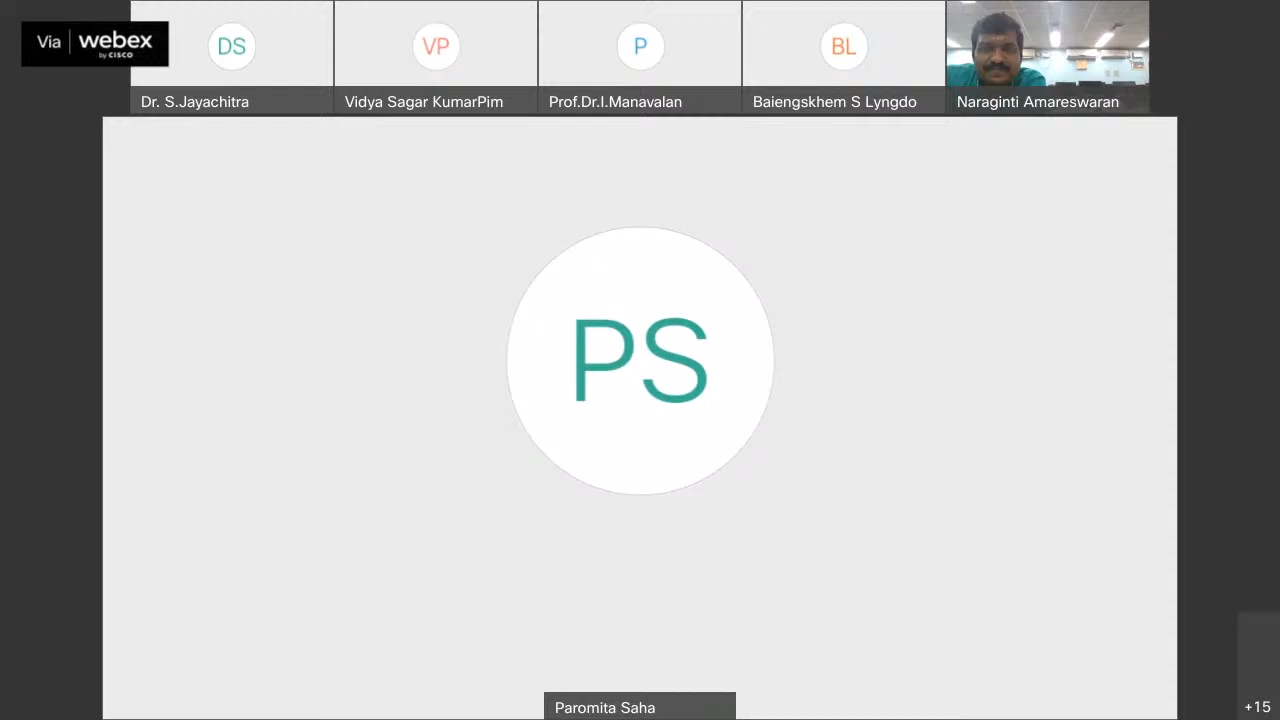 Via webex
by CISCO
DS
VP
P
BL
Dr. S.Jayachitra
Vidya Sagar KumarPim
Prof.Dr.I.Manavalan
Baiengskhem S Lyngdo
Naraginti Amareswaran
PS
Paromita Saha
+15